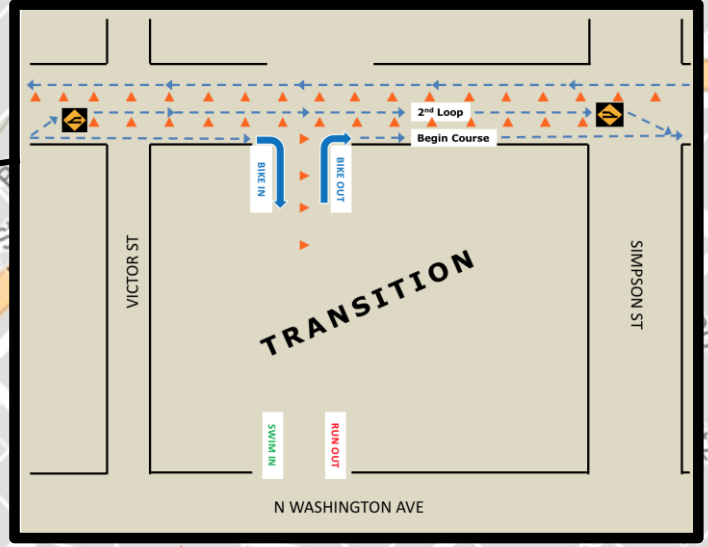 2nd Loop
Begin Course
BIKE IN
BIKE OUT
VICTOR ST
TRANSITION
SIMPSON ST
SWIM IN
RUN OUT
N WASHINGTON AVE